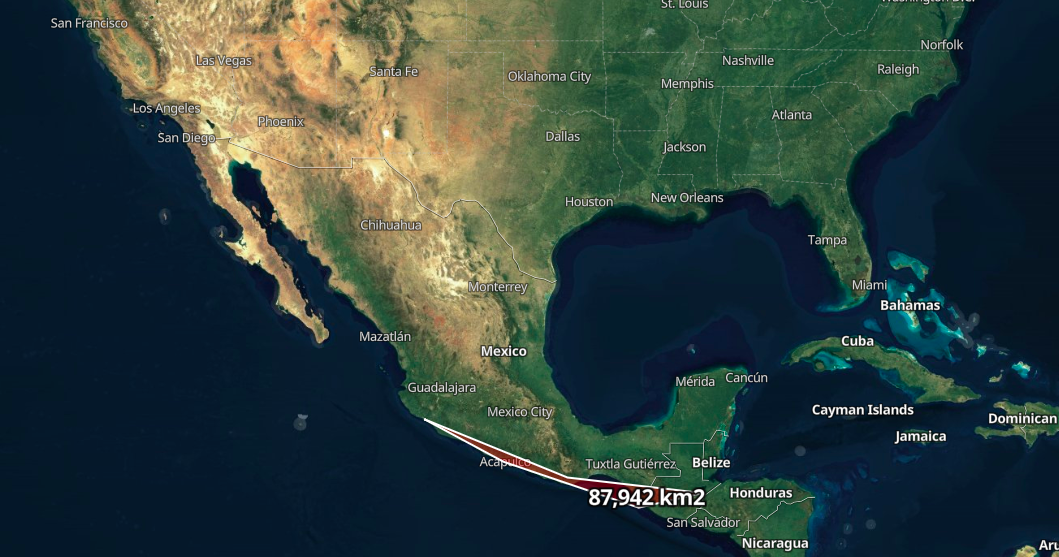 St. Louis
Washington D.C.
San Francisco
Norfolk
Las Vegas
Nashville
Santa Fe
Raleigh
Oklahoma City
Memphis
Los Angeles
Atlanta
Phoenix
San Diego
Dallas
Jackson
New Orleans
Houston
Chihuahua
Tampa
Monterrey
Miami
Bahamas
Mazatlán
Cuba
Mexico
Mérida
Cancún
Guadalajara
Mexico City
Cayman Islands
Dominican
Jamaica
Acapulco
Tuxtla Gutiérrez
Belize
87,942 km2
Honduras
San Salvador
Nicaragua
Aru